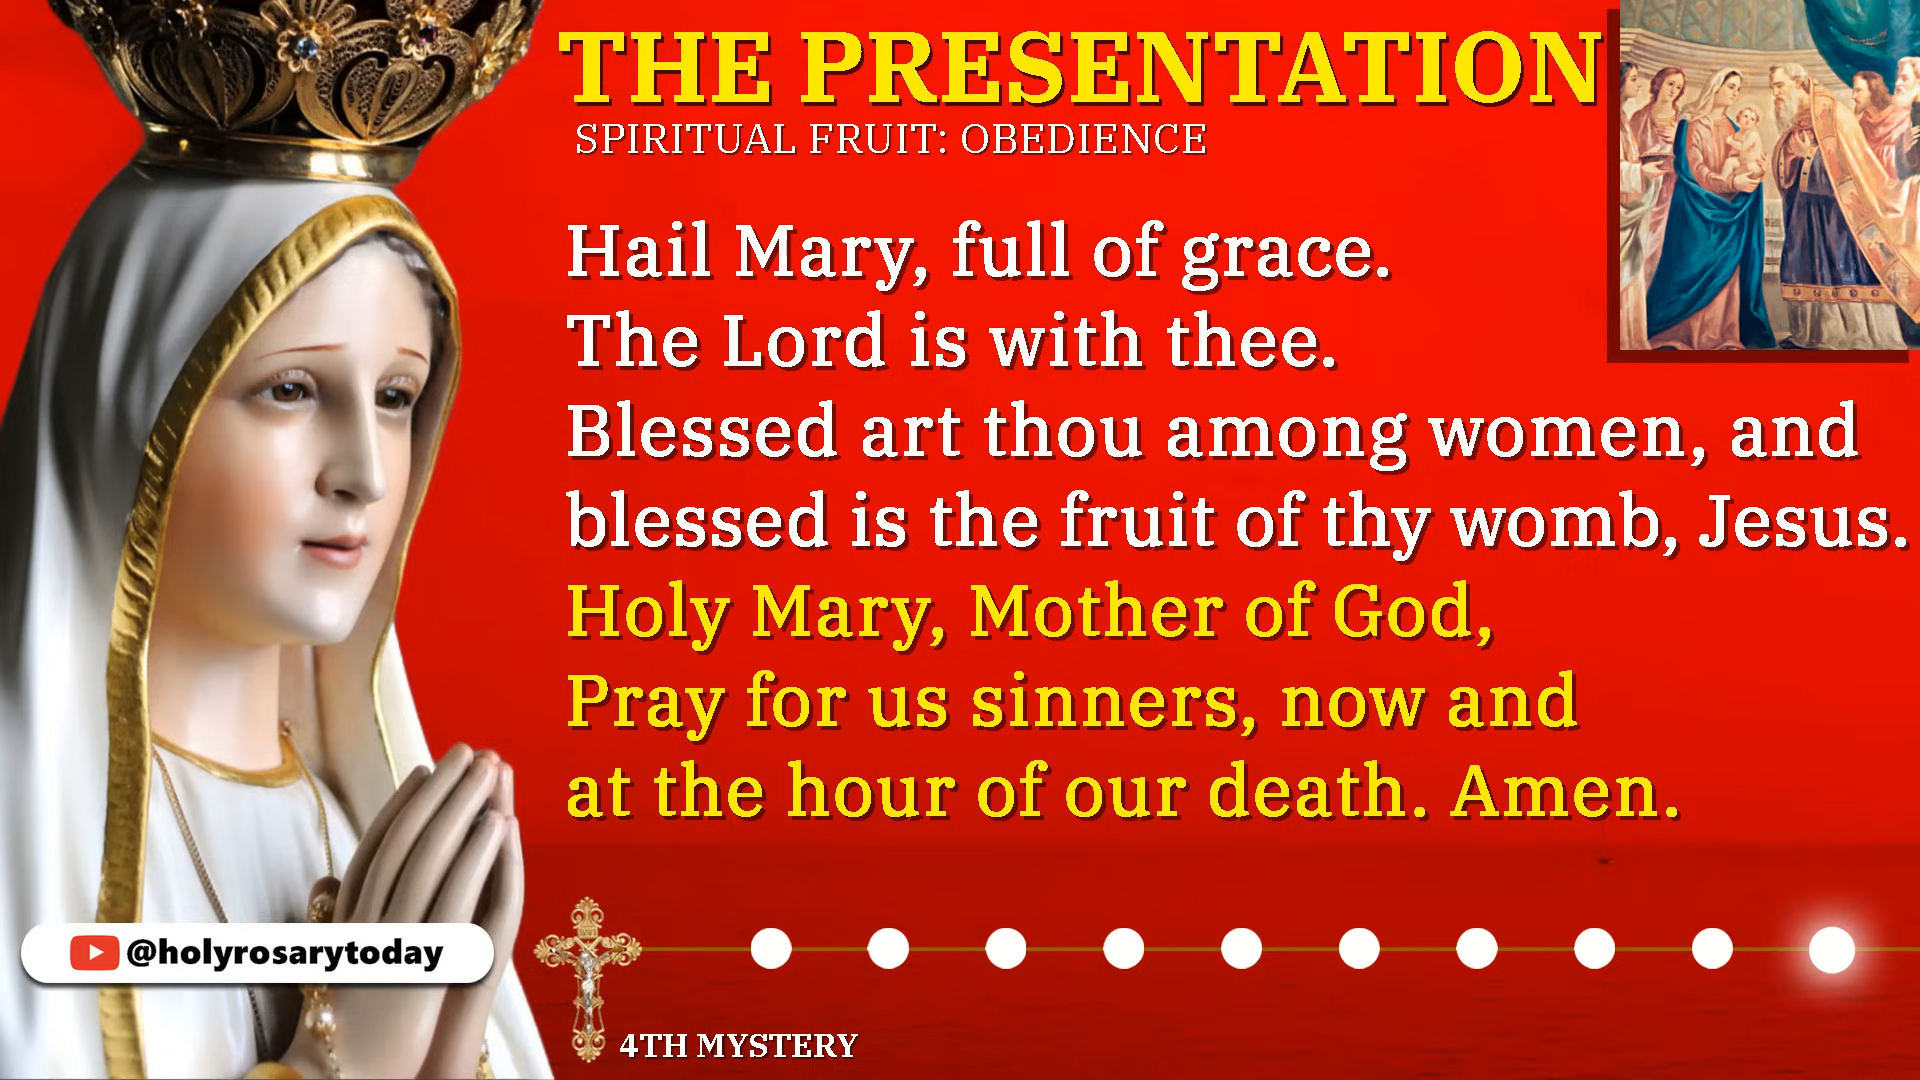 THE PRESENTATION
SPIRITUAL FRUIT: OBEDIENCE
Hail Mary, full of grace.
The Lord is with thee.
Blessed art thou among women, and
blessed is the fruit of thy womb, Jesus.
Holy Mary, Mother of God,
Pray for us sinners, now and
at the hour of our death. Amen.
@holyrosarytoday
4TH MYSTERY